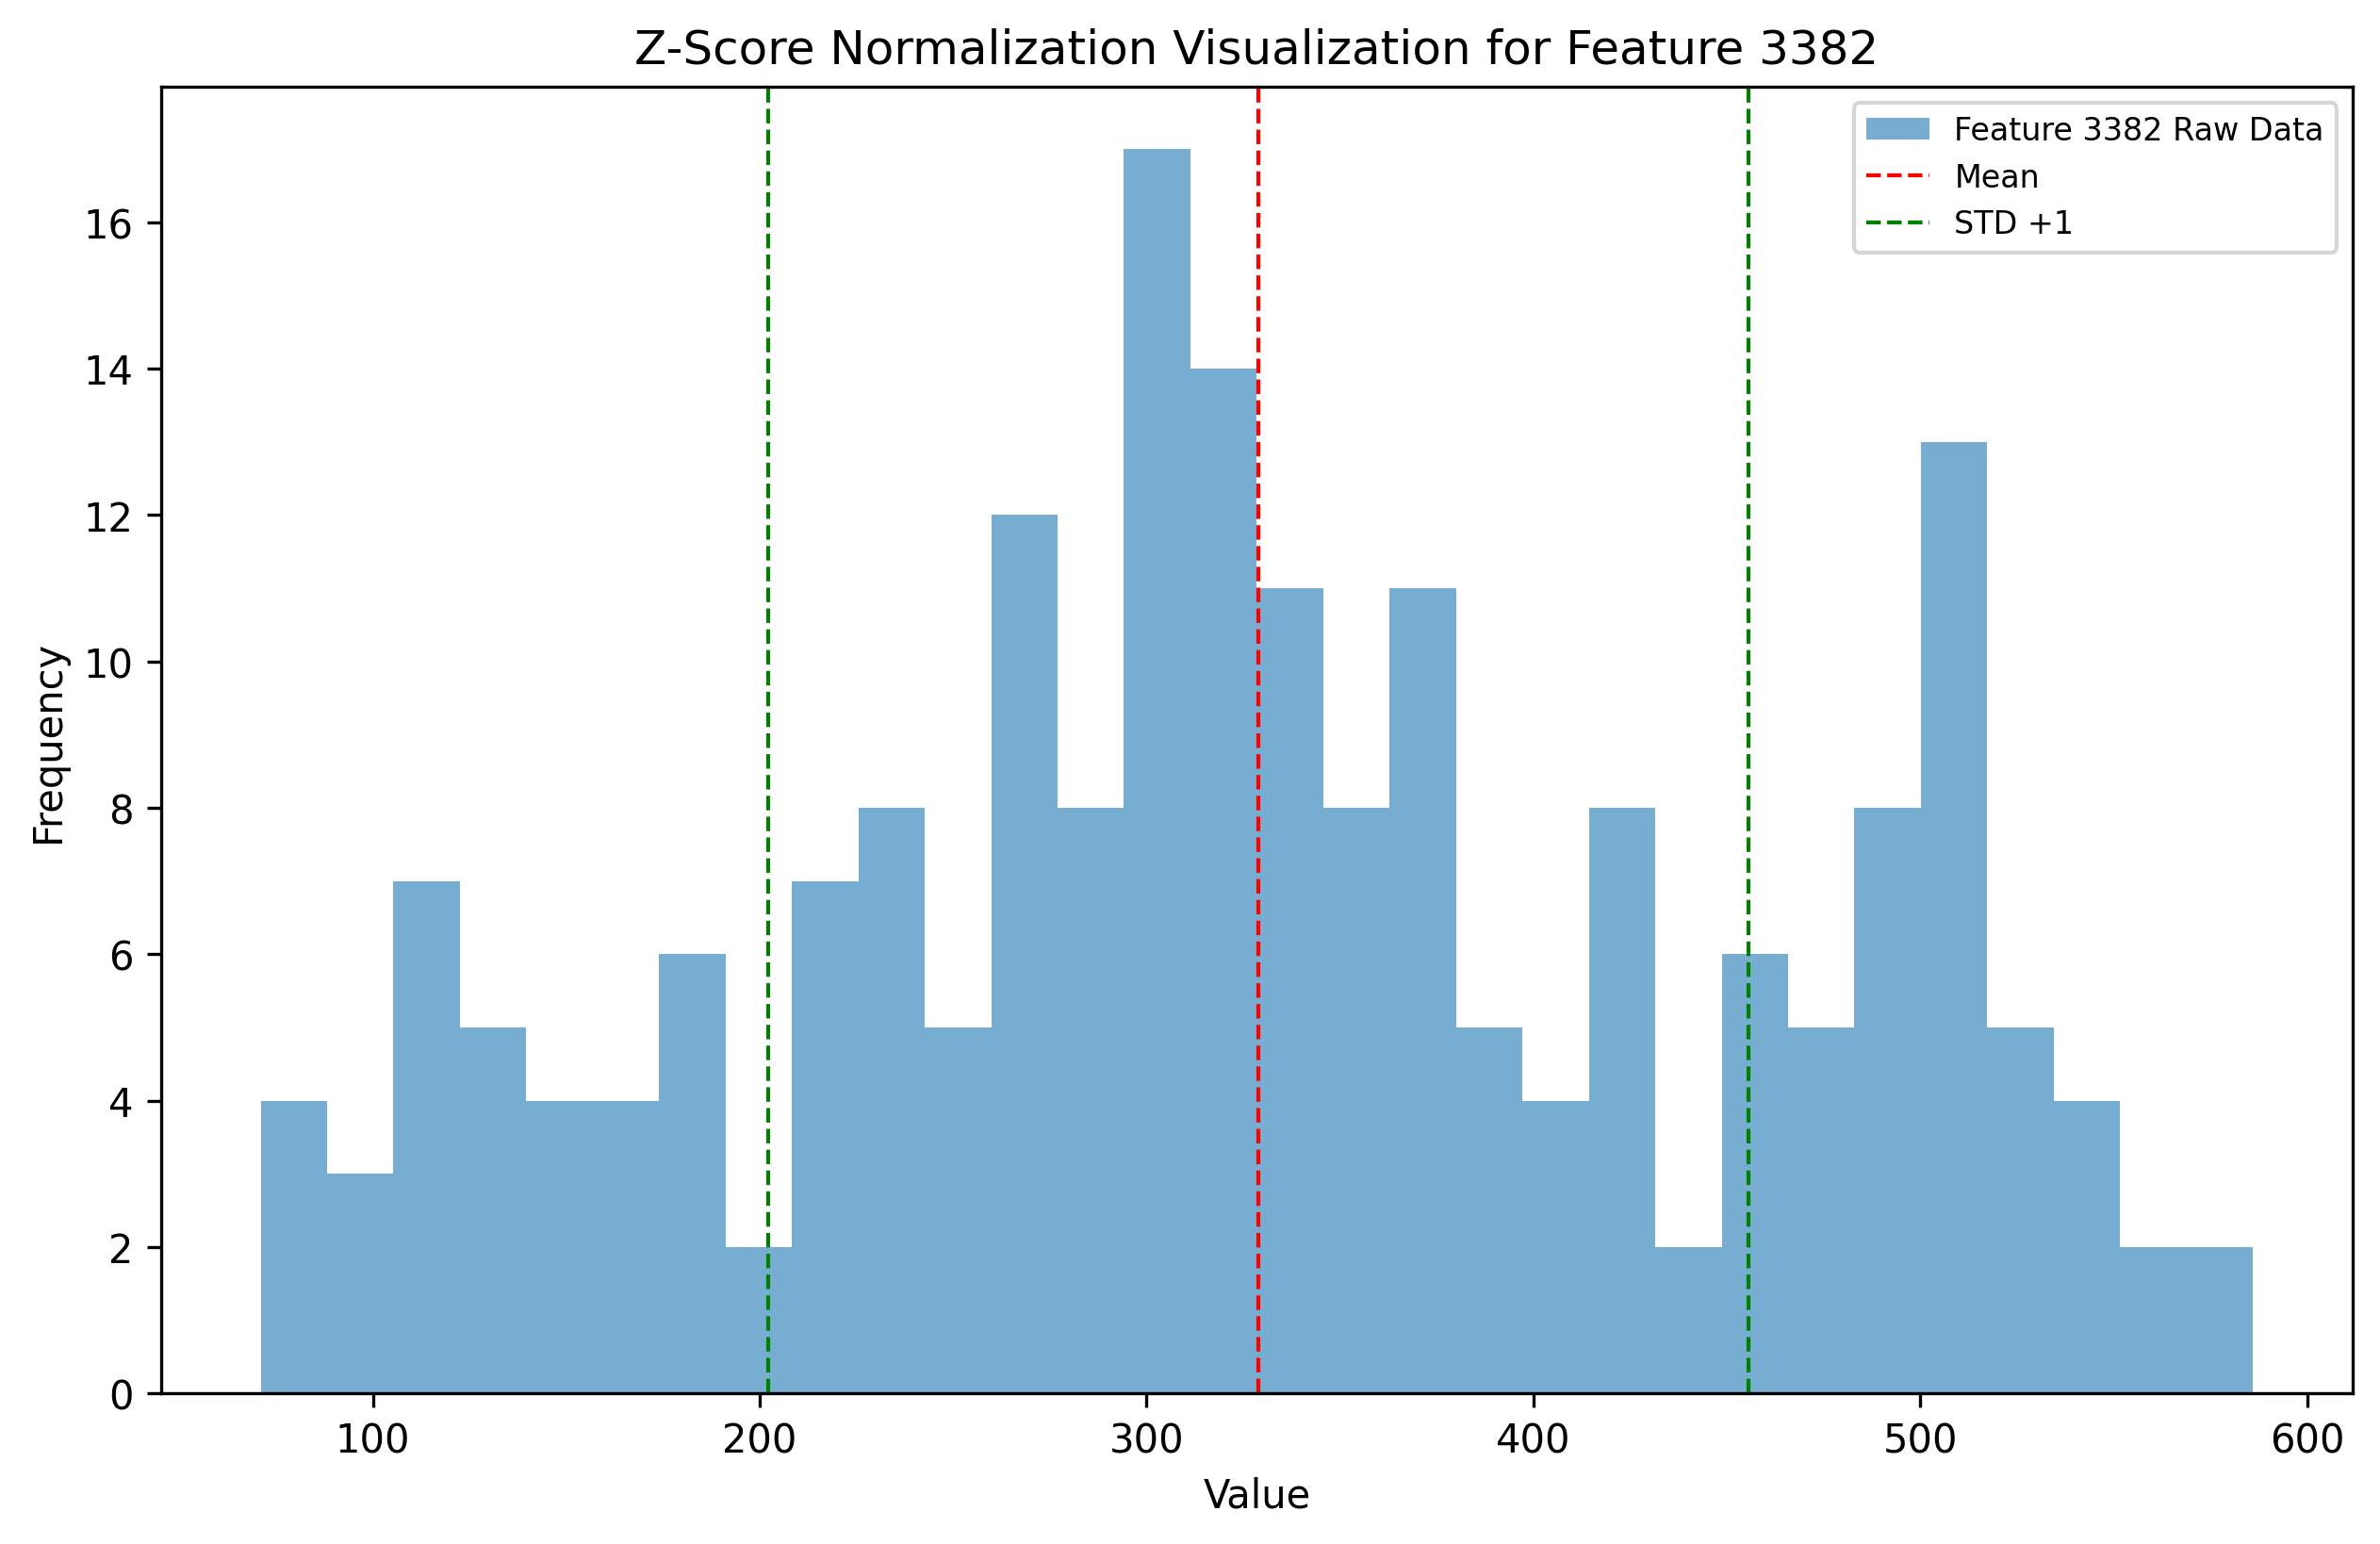 Z-Score Normalization Visualization for Feature 3382
Feature 3382 Raw Data
Mean
STD +1
16
14
12
10
8
6
4
2
0
Frequency
100 200 300 400 500 600
Value